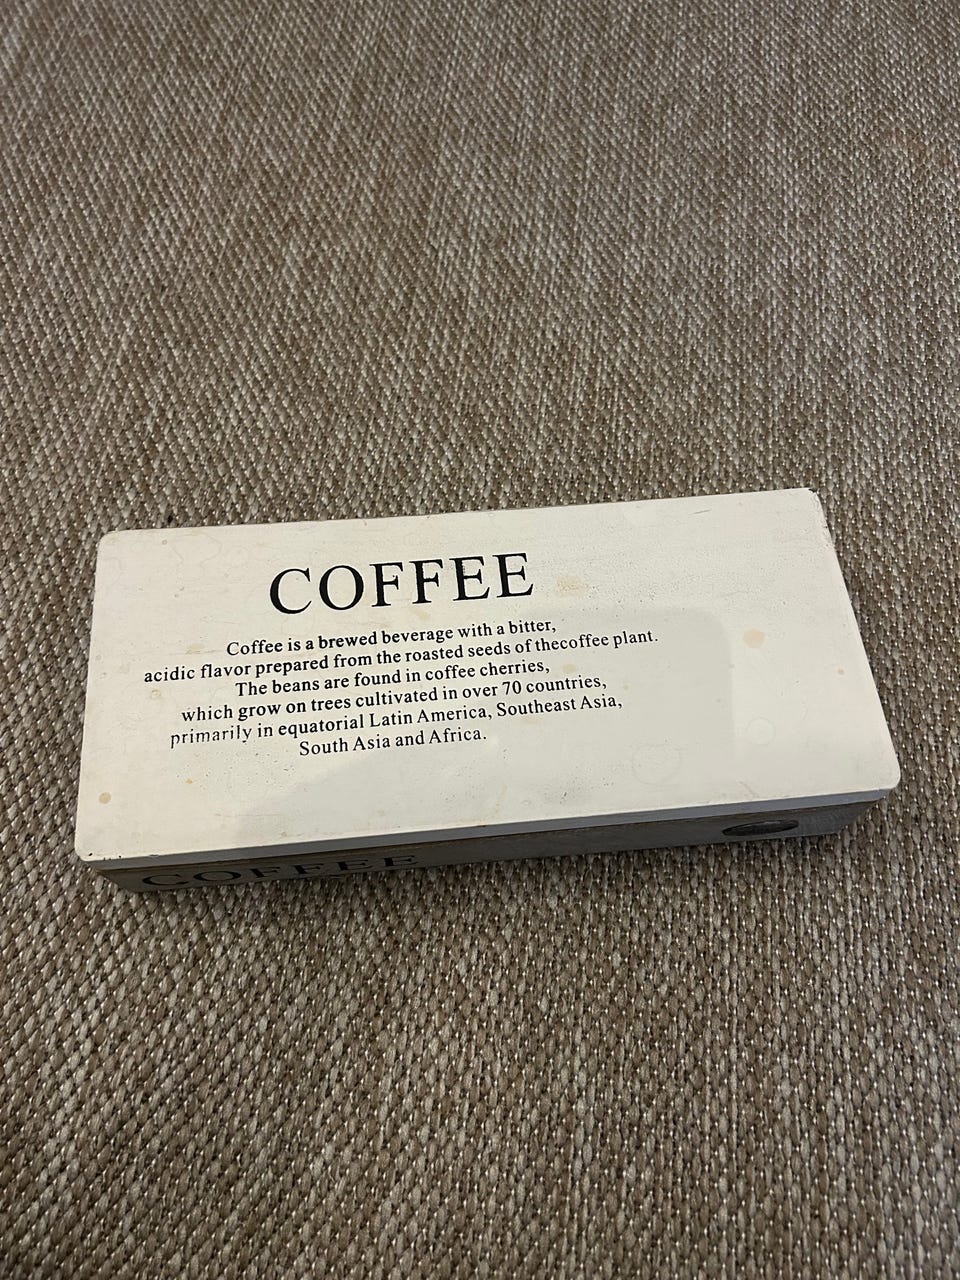 COFFEE
Coffee is a brewed beverage with a bitter,
acidic flavor prepared from the roasted seeds of thecoffee plant.
The beans are found in coffee cherries,
which grow on trees cultivated in over 70 countries,
primarily in equatorial Latin America, Southeast Asia,
South Asia and Africa.
COFFEE